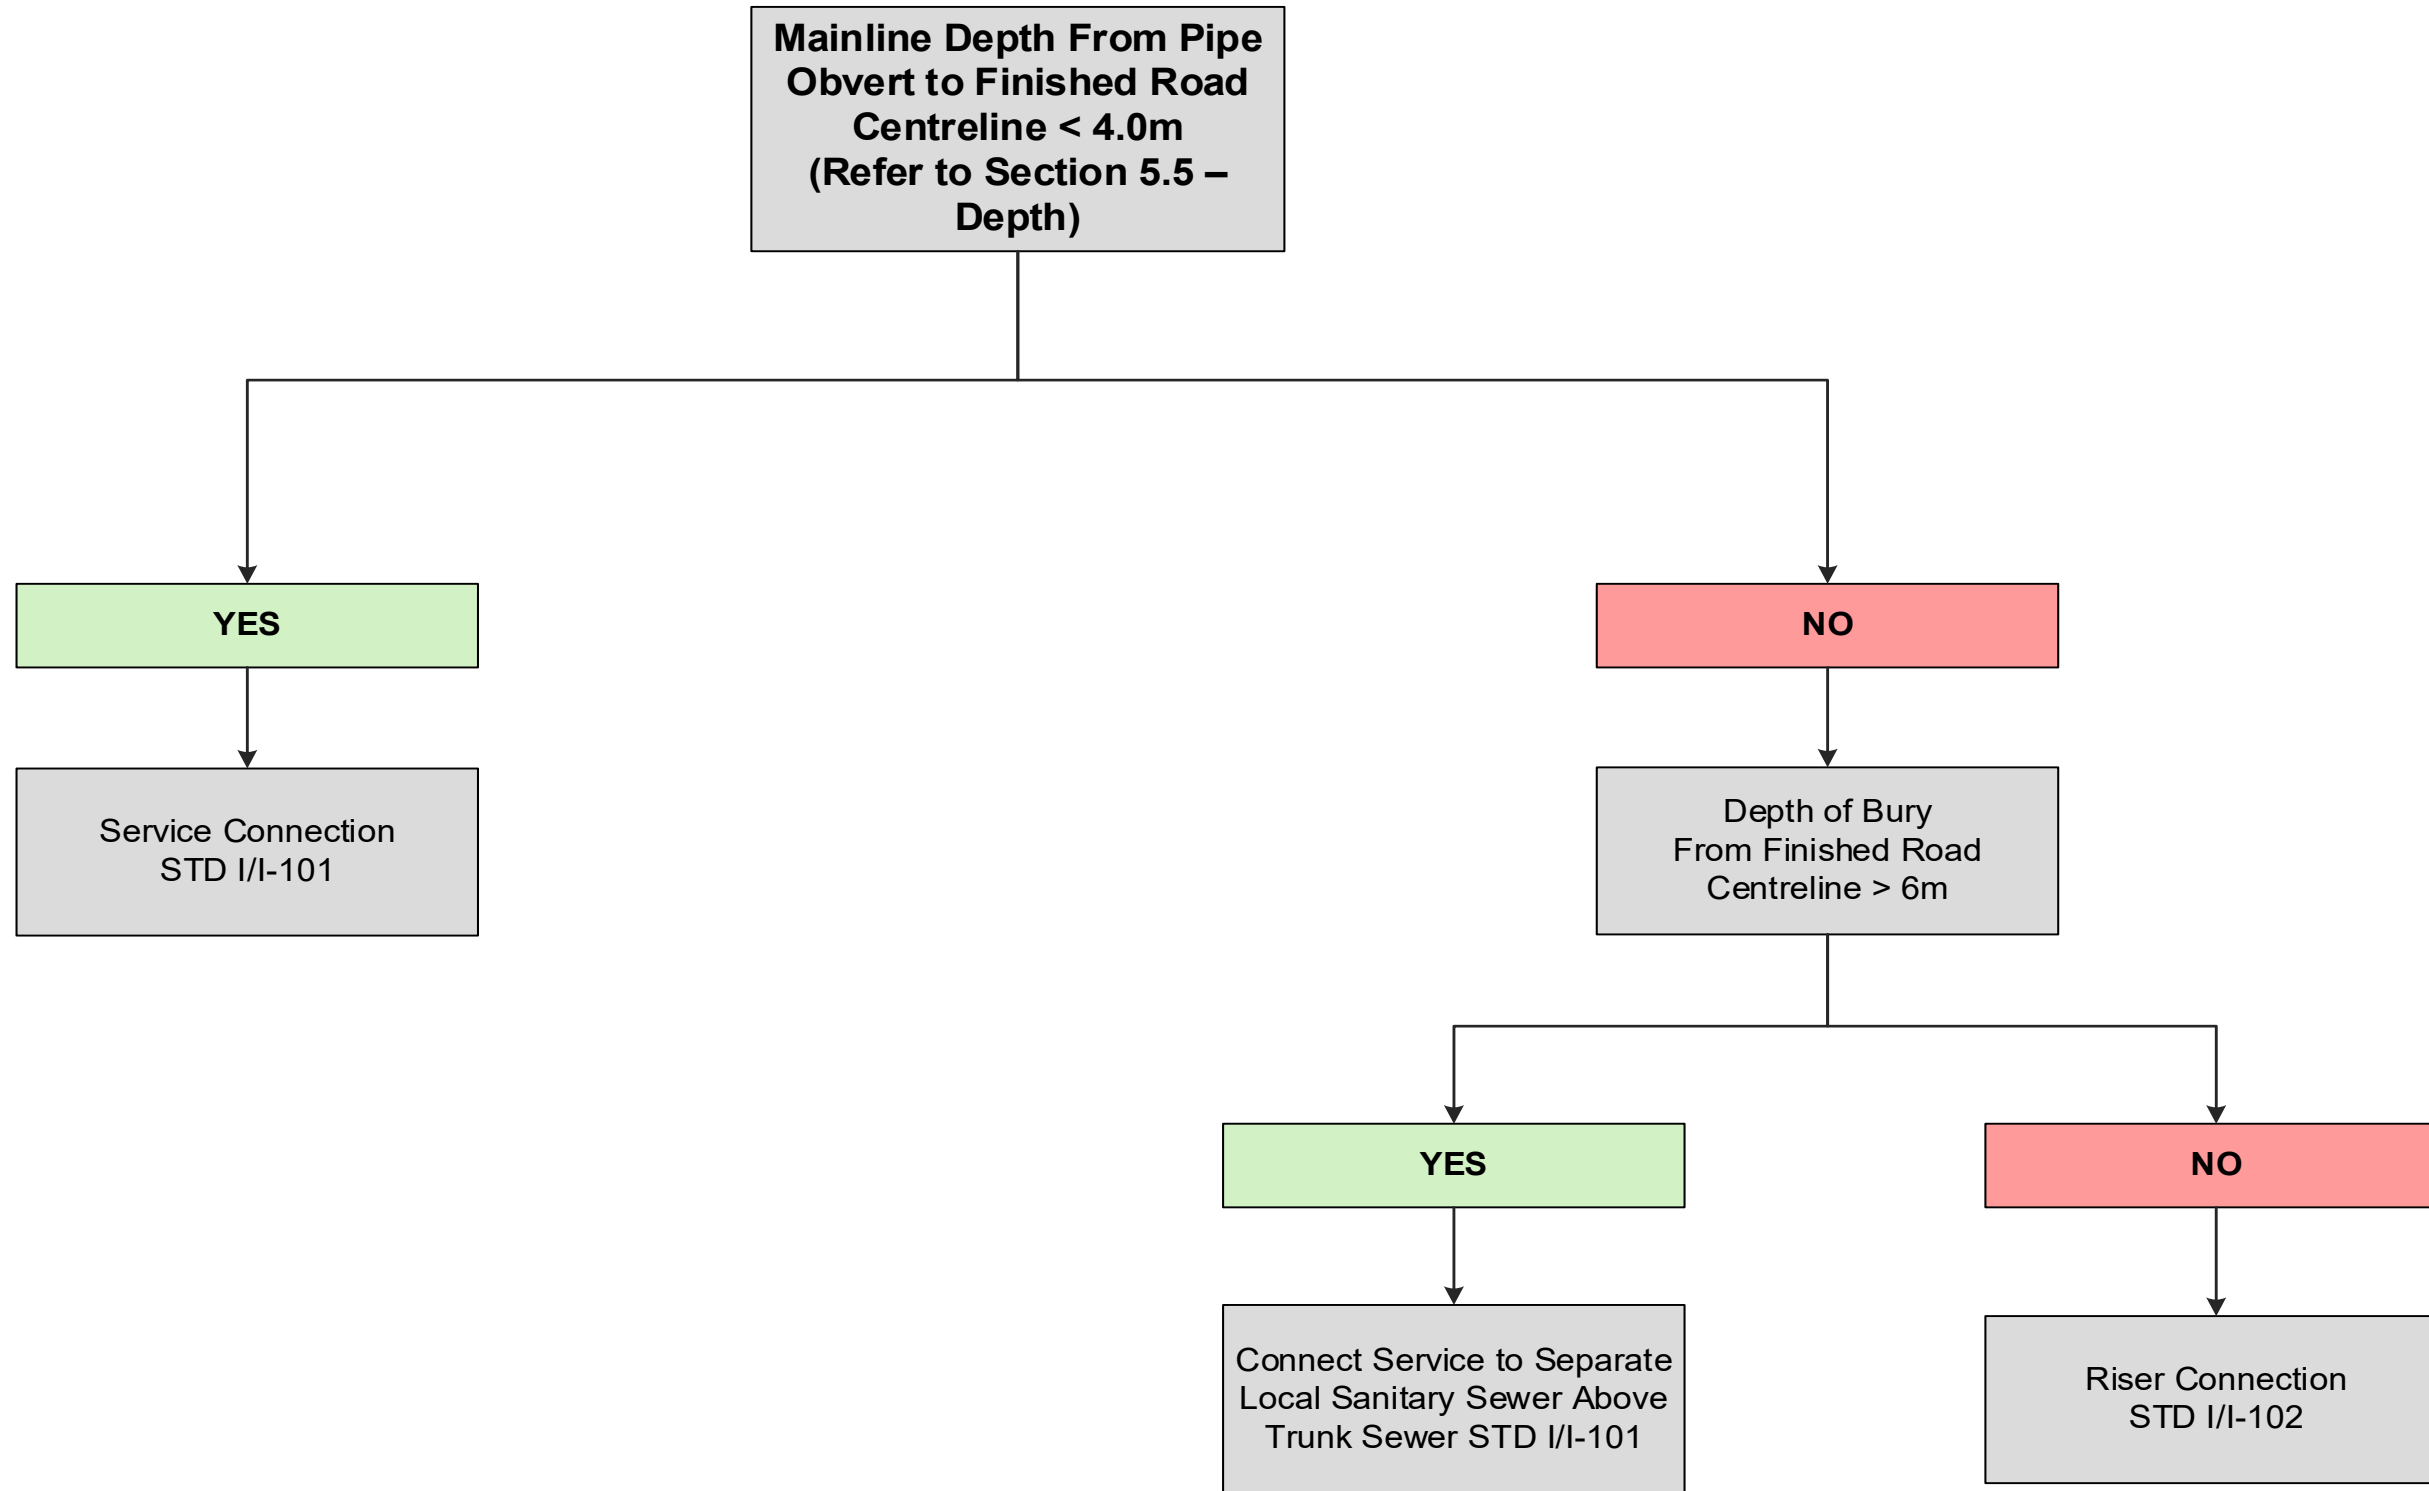 Mainline Depth From Pipe
Obvert to Finished Road
Centreline < 4.0m
(Refer to Section 5.5 –
Depth)
YES
NO
Service Connection
STD I/I-101
Depth of Bury
From Finished Road
Centreline > 6m
YES
NO
Connect Service to Separate
Local Sanitary Sewer Above
Trunk Sewer STD I/I-101
Riser Connection
STD I/I-102